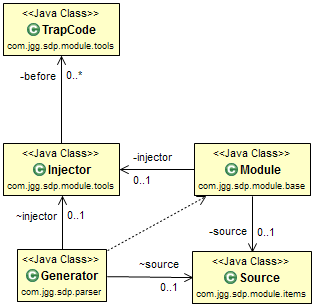 <<Java Class>>
TrapCode
com.jgg.sdp.module.tools
-before
0..*
<<Java Class>>
Injector
com.jgg.sdp.module.tools
-injector
0..1
<<Java Class>>
Module
com.jgg.sdp.module.base
~injector
0..1
-source
0..1
<<Java Class>>
Generator
com.jgg.sdp.parser
~source
0..1
<<Java Class>>
Source
com.jgg.sdp.module.items